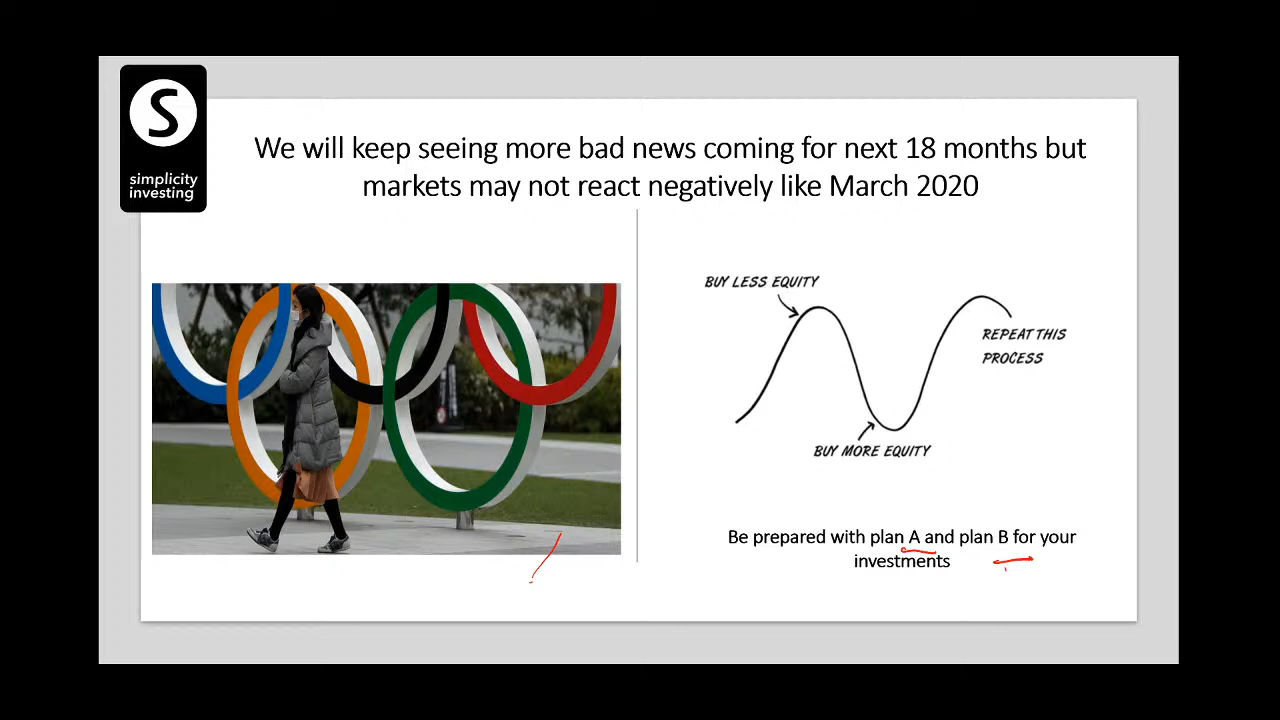 S
simplicity
investing
We will keep seeing more bad news coming for next 18 months but
markets may not react negatively like March 2020
BUY LESS EQUITY
REPEAT THIS
PROCESS
BUY MORE EQUITY
Be prepared with plan A and plan B for your
investments